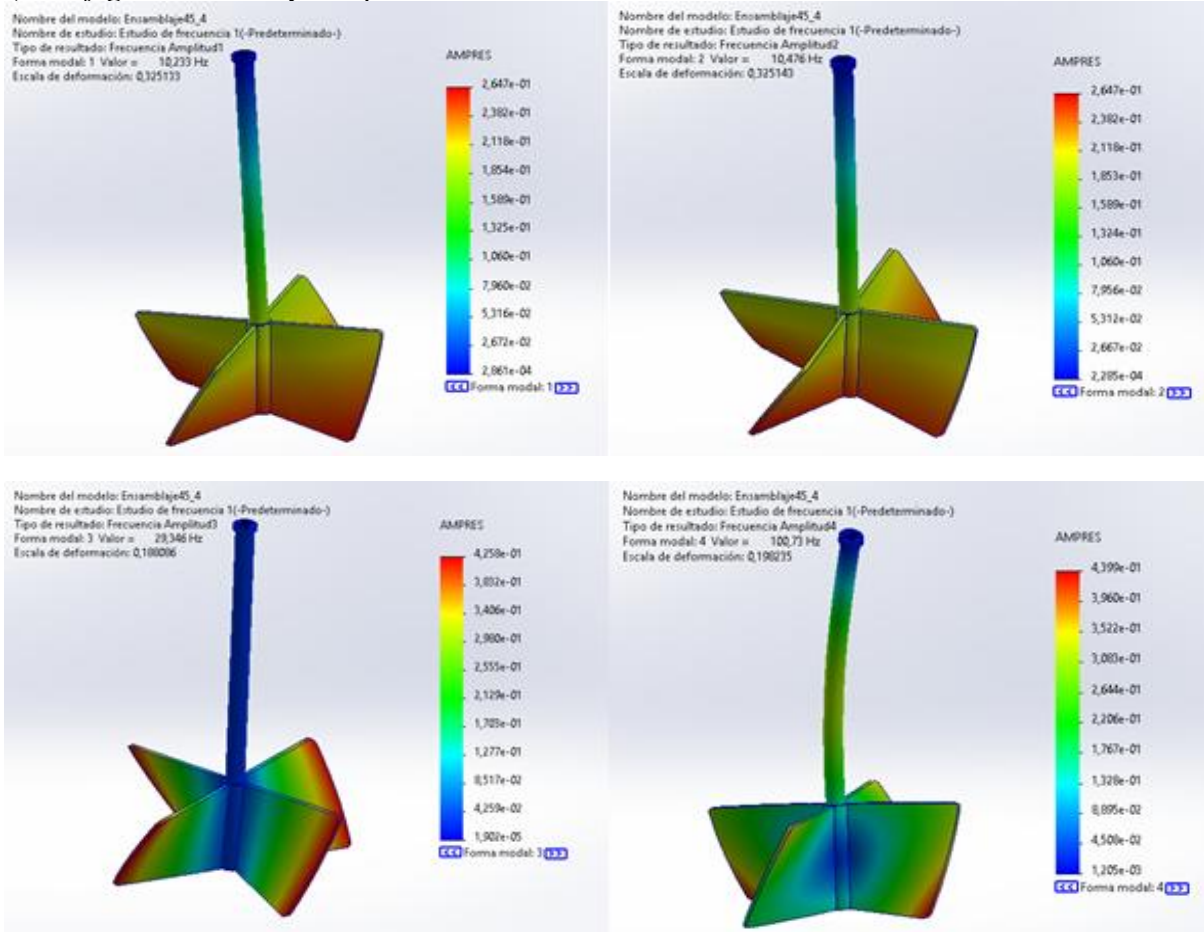 Nombre del modelo: Ensamblaje45_4
Nombre de estudio: Estudio de frecuencia 1(-Predeterminado-)
Tipo de resultado: Frecuencia Amplitud1
Forma modal: 1 Valor = 10,233 Hz
Escala de deformación: 0,325133
AMPRES
2,647e-01
2,382e-01
2,118e-01
1,854e-01
1,589e-01
1,325e-01
1,060e-01
7,960e-02
5,316e-02
2,672e-02
2,861e-04
<< Forma modal: 1 >>
Nombre del modelo: Ensamblaje45_4
Nombre de estudio: Estudio de frecuencia 1(-Predeterminado-)
Tipo de resultado: Frecuencia Amplitud2
Forma modal: 2 Valor = 10,476 Hz
Escala de deformación: 0,325143
AMPRES
2,647e-01
2,382e-01
2,118e-01
1,853e-01
1,589e-01
1,324e-01
1,060e-01
7,956e-02
5,312e-02
2,667e-02
2,285e-04
<< Forma modal: 2 >>
Nombre del modelo: Ensamblaje45_4
Nombre de estudio: Estudio de frecuencia 1(-Predeterminado-)
Tipo de resultado: Frecuencia Amplitud3
Forma modal: 3 Valor = 29,346 Hz
Escala de deformación: 0,188086
AMPRES
4,258e-01
3,832e-01
3,406e-01
2,980e-01
2,555e-01
2,129e-01
1,703e-01
1,277e-01
8,517e-02
4,259e-02
1,902e-05
<< Forma modal: 3 >>
Nombre del modelo: Ensamblaje45_4
Nombre de estudio: Estudio de frecuencia 1(-Predeterminado-)
Tipo de resultado: Frecuencia Amplitud4
Forma modal: 4 Valor = 100,73 Hz
Escala de deformación: 0,198235
AMPRES
4,399e-01
3,960e-01
3,522e-01
3,083e-01
2,644e-01
2,206e-01
1,767e-01
1,328e-01
8,895e-02
4,508e-02
1,205e-03
<< Forma modal: 4 >>